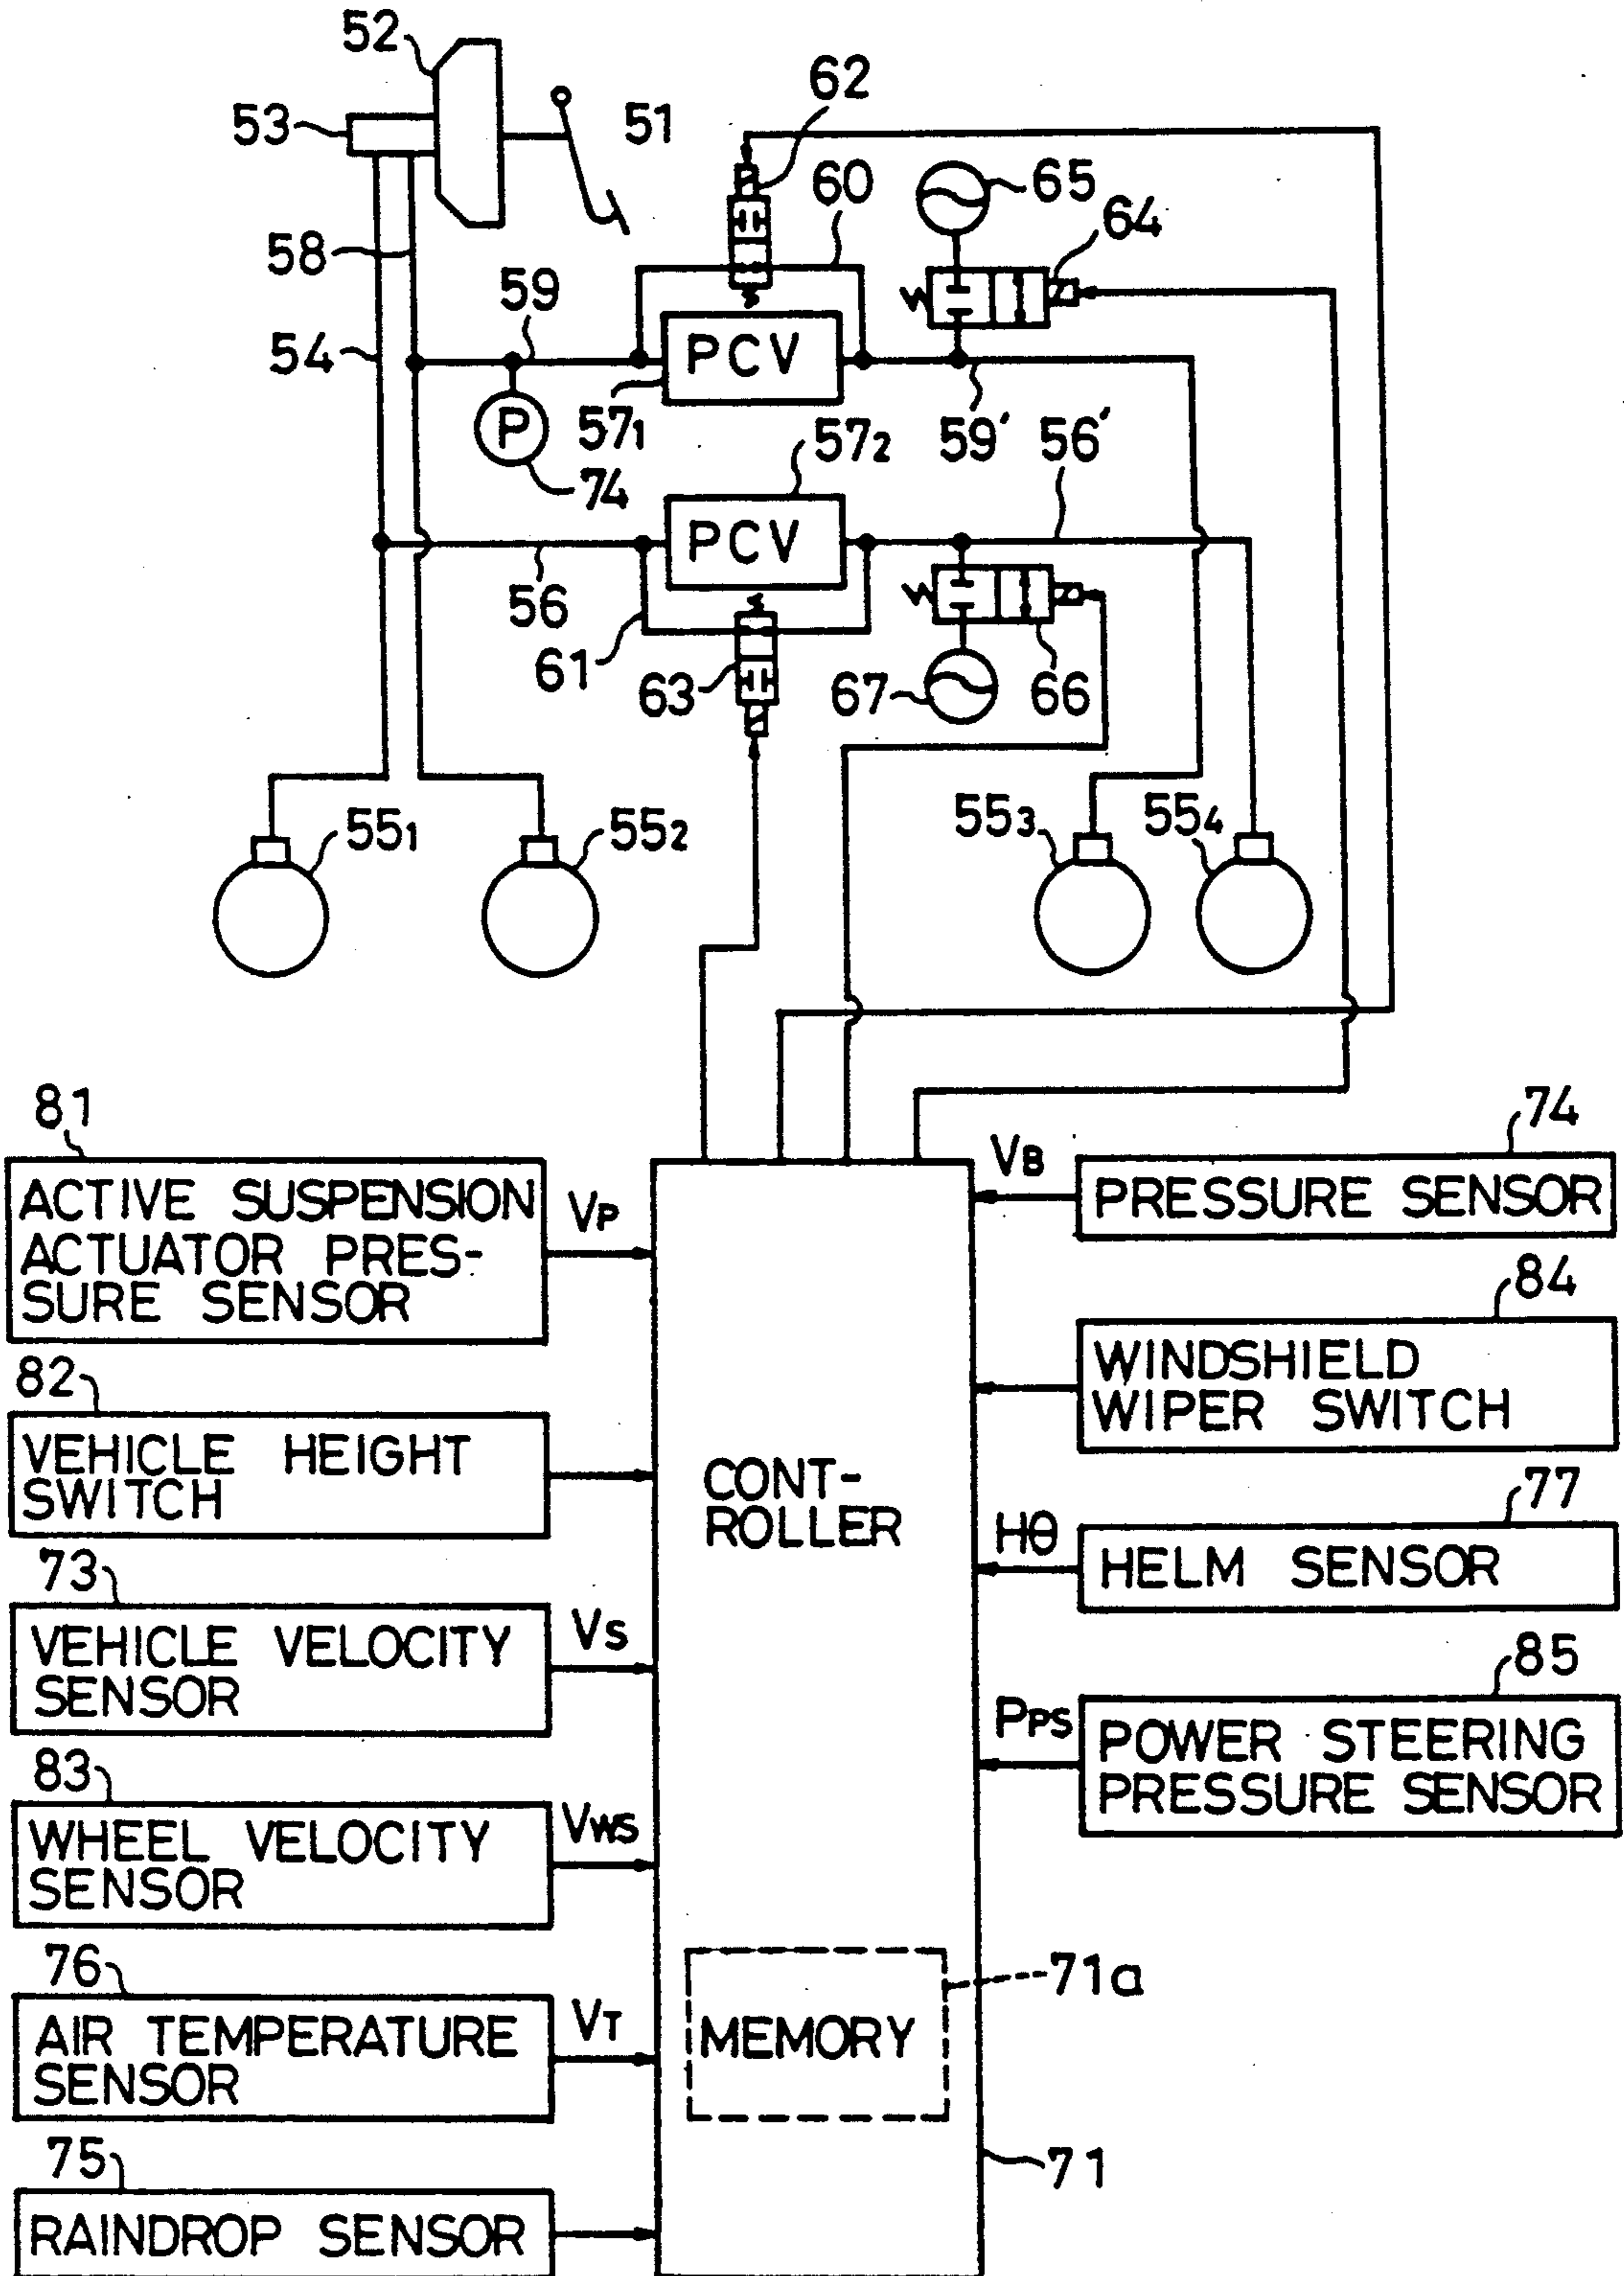 52
53
51
62
60
65
64
58
59
54
PCV
57₁
59′
56′
P
74
57₂
PCV
56
61
63
67
66
55₁
55₂
55₃
55₄
81
ACTIVE SUSPENSION
ACTUATOR PRES-
SURE SENSOR
VP
82
VEHICLE HEIGHT
SWITCH
73
VEHICLE VELOCITY
SENSOR
VS
83
WHEEL VELOCITY
SENSOR
VWS
76
AIR TEMPERATURE
SENSOR
VT
75
RAINDROP SENSOR
CONT-
ROLLER
MEMORY
71a
71
74
VB
PRESSURE SENSOR
84
WINDSHIELD
WIPER SWITCH
77
Hθ
HELM SENSOR
85
PPS
POWER STEERING
PRESSURE SENSOR